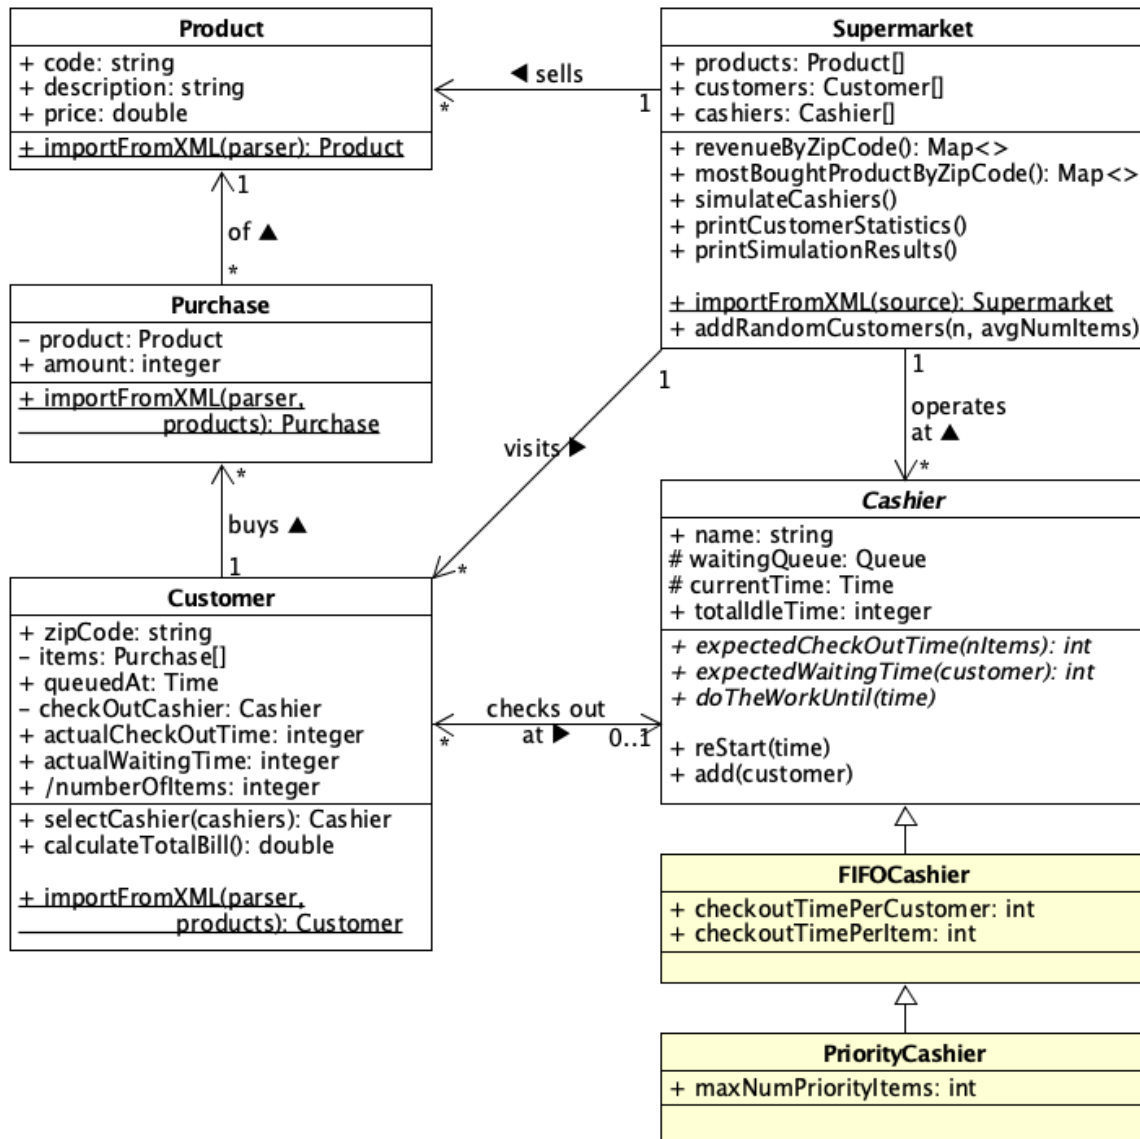 Product
+ code: string
+ description: string
+ price: double
+ importFromXML(parser): Product
◀ sells
*
1
Supermarket
+ products: Product[]
+ customers: Customer[]
+ cashiers: Cashier[]
+ revenueByZipCode(): Map<>
+ mostBoughtProductByZipCode(): Map<>
+ simulateCashiers()
+ printCustomerStatistics()
+ printSimulationResults()
+ importFromXML(source): Supermarket
+ addRandomCustomers(n, avgNumItems)
1
of ▲
*
Purchase
– product: Product
+ amount: integer
+ importFromXML(parser,
products): Purchase
1
visits ▶
*
1
operates
at ▲
*
*
buys ▲
1
Customer
+ zipCode: string
– items: Purchase[]
+ queuedAt: Time
– checkOutCashier: Cashier
+ actualCheckOutTime: integer
+ actualWaitingTime: integer
+ /numberOfItems: integer
+ selectCashier(cashiers): Cashier
+ calculateTotalBill(): double
+ importFromXML(parser,
products): Customer
checks out
at ▶
*
0..1
Cashier
+ name: string
# waitingQueue: Queue
# currentTime: Time
+ totalIdleTime: integer
+ expectedCheckOutTime(nItems): int
+ expectedWaitingTime(customer): int
+ doTheWorkUntil(time)
+ reStart(time)
+ add(customer)
FIFOCashier
+ checkoutTimePerCustomer: int
+ checkoutTimePerItem: int
PriorityCashier
+ maxNumPriorityItems: int